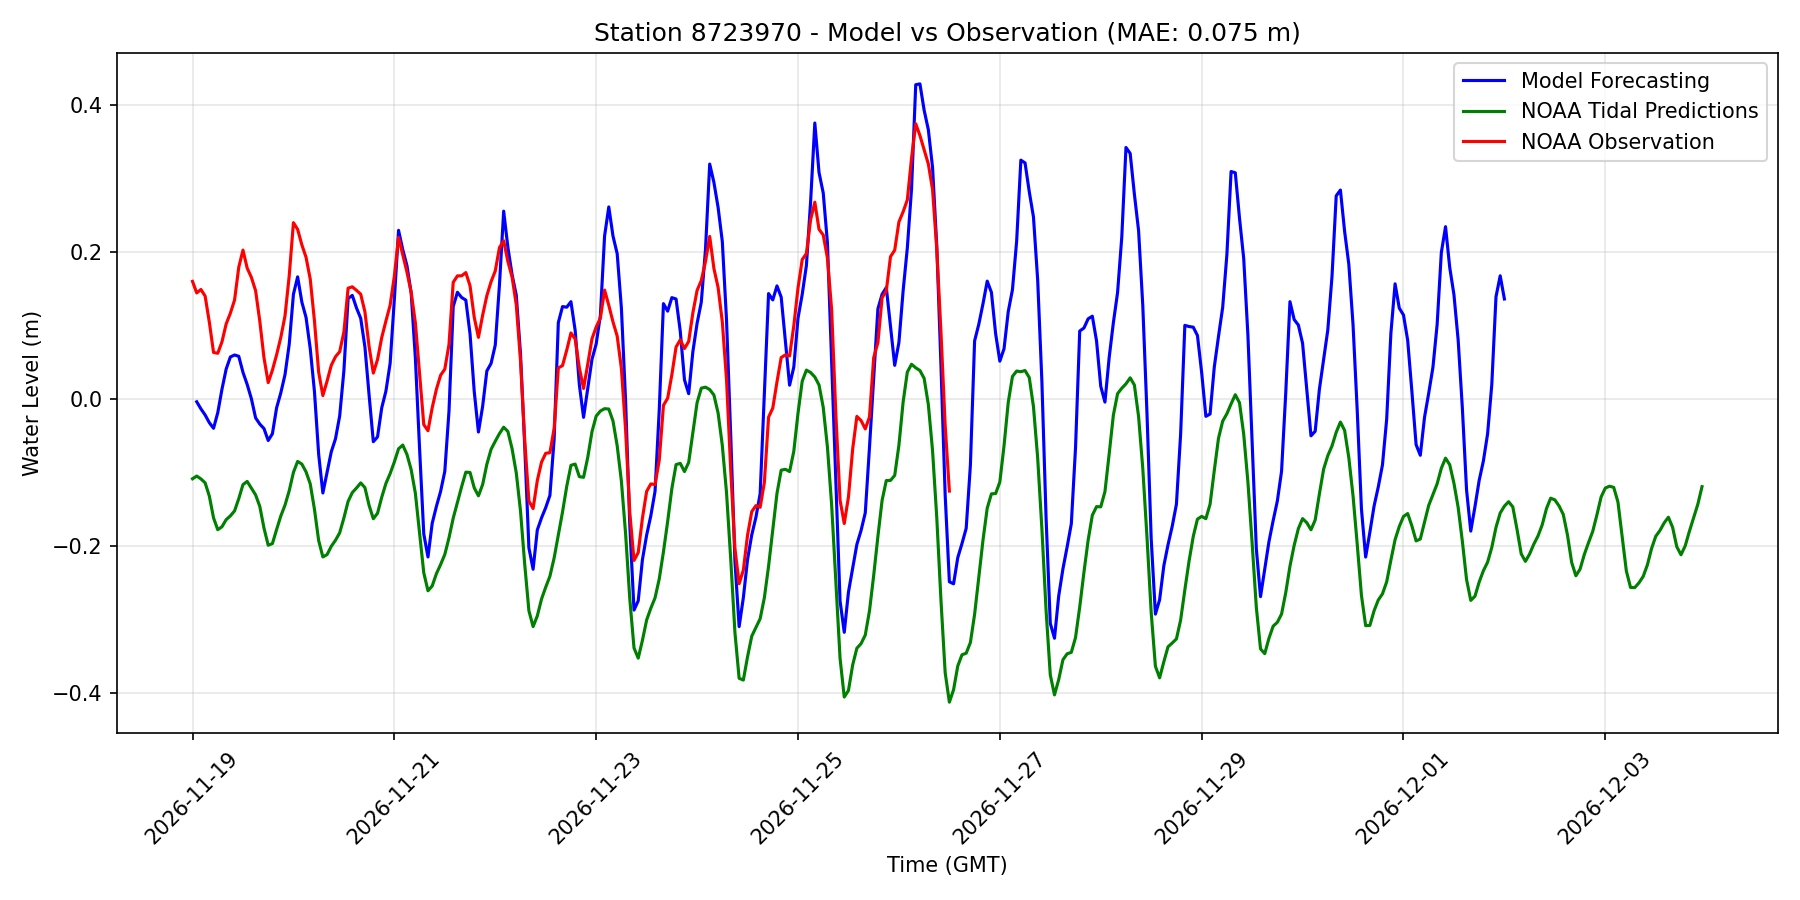 Station 8723970 - Model vs Observation (MAE: 0.075 m)
Model Forecasting
NOAA Tidal Predictions
NOAA Observation
Water Level (m)
0.4
0.2
0.0
−0.2
−0.4
2026-11-19
2026-11-21
2026-11-23
2026-11-25
2026-11-27
2026-11-29
2026-12-01
2026-12-03
Time (GMT)